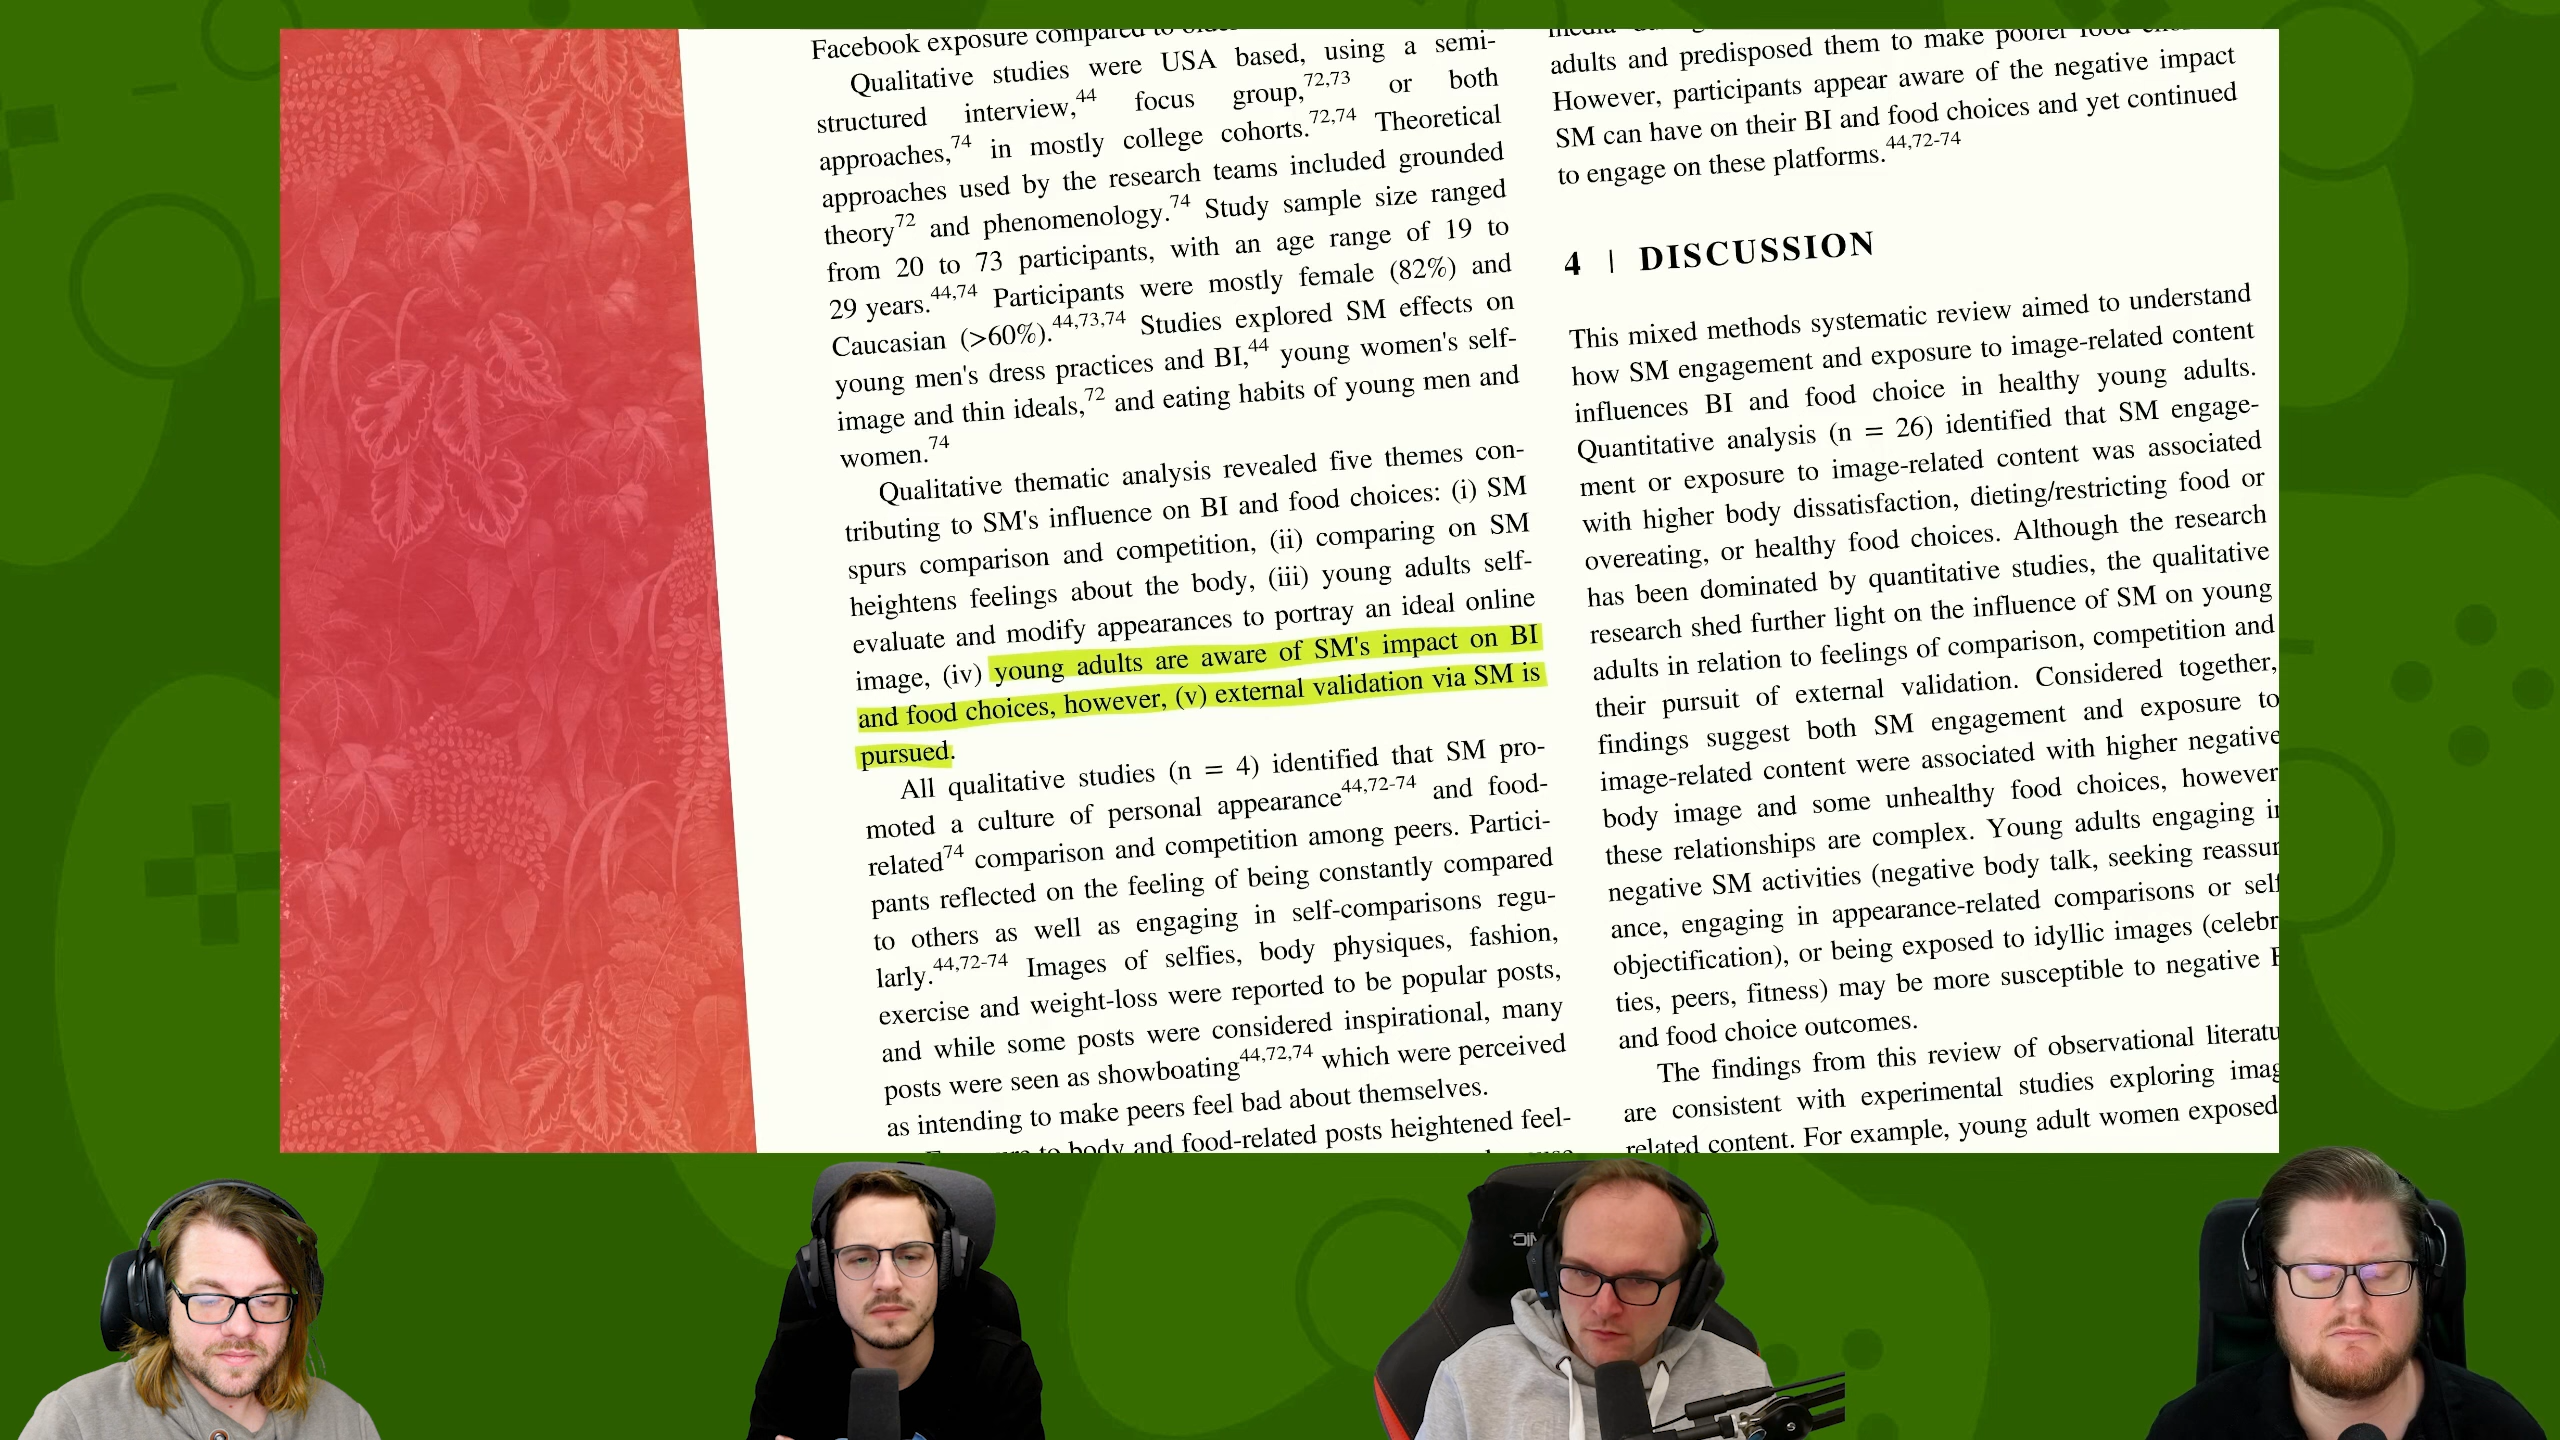 Facebook exposure compared to
Qualitative studies were USA based, using a semi-
structured interview,44 focus group,72,73 or both
approaches,74 in mostly college cohorts.72,74 Theoretical
approaches used by the research teams included grounded
theory72 and phenomenology.74 Study sample size ranged
from 20 to 73 participants, with an age range of 19 to
29 years.44,74 Participants were mostly female (82%) and
Caucasian (>60%).44,73,74 Studies explored SM effects on
young men's dress practices and BI,44 young women's self-
image and thin ideals,72 and eating habits of young men and
women.74
Qualitative thematic analysis revealed five themes con-
tributing to SM's influence on BI and food choices: (i) SM
spurs comparison and competition, (ii) comparing on SM
heightens feelings about the body, (iii) young adults self-
evaluate and modify appearances to portray an ideal online
image, (iv) young adults are aware of SM's impact on BI
and food choices, however, (v) external validation via SM is
pursued.
All qualitative studies (n = 4) identified that SM pro-
moted a culture of personal appearance44,72-74 and food-
related74 comparison and competition among peers. Partici-
pants reflected on the feeling of being constantly compared
to others as well as engaging in self-comparisons regu-
larly.44,72-74 Images of selfies, body physiques, fashion,
exercise and weight-loss were reported to be popular posts,
and while some posts were considered inspirational, many
posts were seen as showboating44,72,74 which were perceived
as intending to make peers feel bad about themselves.
to body and food-related posts heightened feel-
adults and predisposed them to make poorer food
However, participants appear aware of the negative impact
SM can have on their BI and food choices and yet continued
to engage on these platforms.44,72-74
4 | DISCUSSION
This mixed methods systematic review aimed to understand
how SM engagement and exposure to image-related content
influences BI and food choice in healthy young adults.
Quantitative analysis (n = 26) identified that SM engage-
ment or exposure to image-related content was associated
with higher body dissatisfaction, dieting/restricting food or
overeating, or healthy food choices. Although the research
has been dominated by quantitative studies, the qualitative
research shed further light on the influence of SM on young
adults in relation to feelings of comparison, competition and
their pursuit of external validation. Considered together,
findings suggest both SM engagement and exposure to
image-related content were associated with higher negative
body image and some unhealthy food choices, however
these relationships are complex. Young adults engaging in
negative SM activities (negative body talk, seeking reassur
ance, engaging in appearance-related comparisons or self
objectification), or being exposed to idyllic images (celebr
ties, peers, fitness) may be more susceptible to negative
and food choice outcomes.
The findings from this review of observational literatu
are consistent with experimental studies exploring imag
related content. For example, young adult women exposed